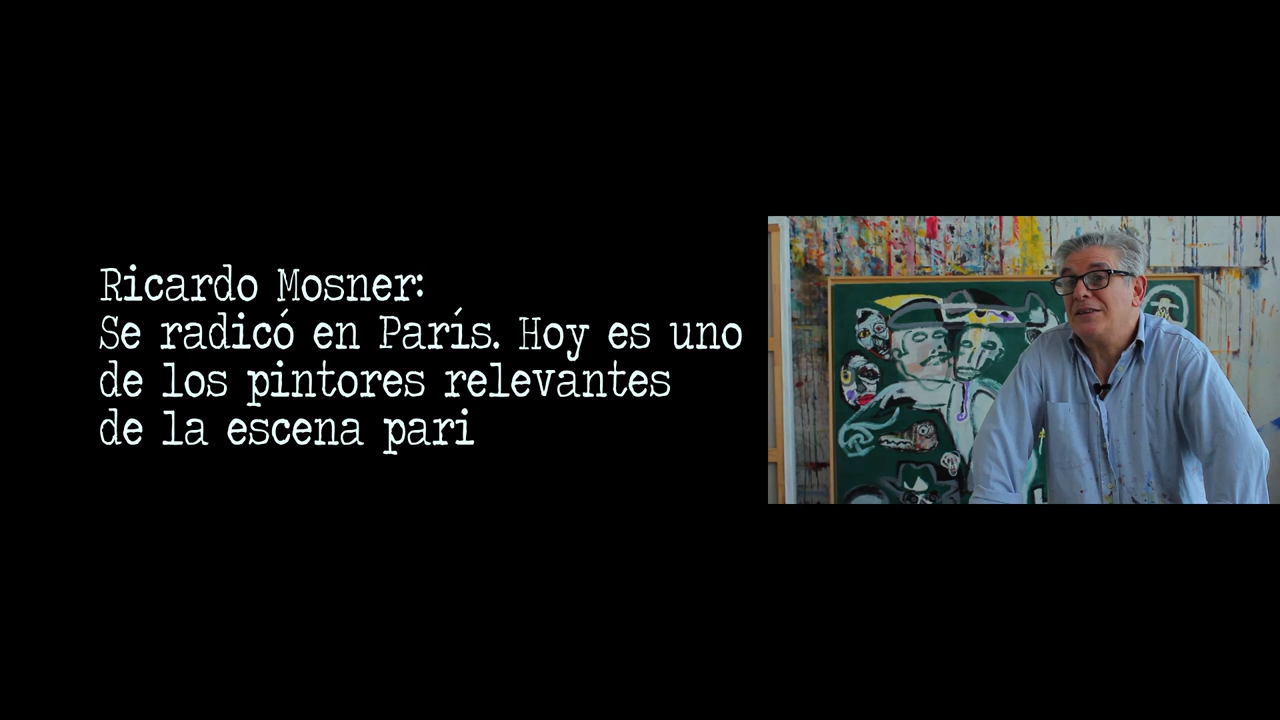 Ricardo Mosner:
Se radicó en París. Hoy es uno
de los pintores relevantes
de la escena pari